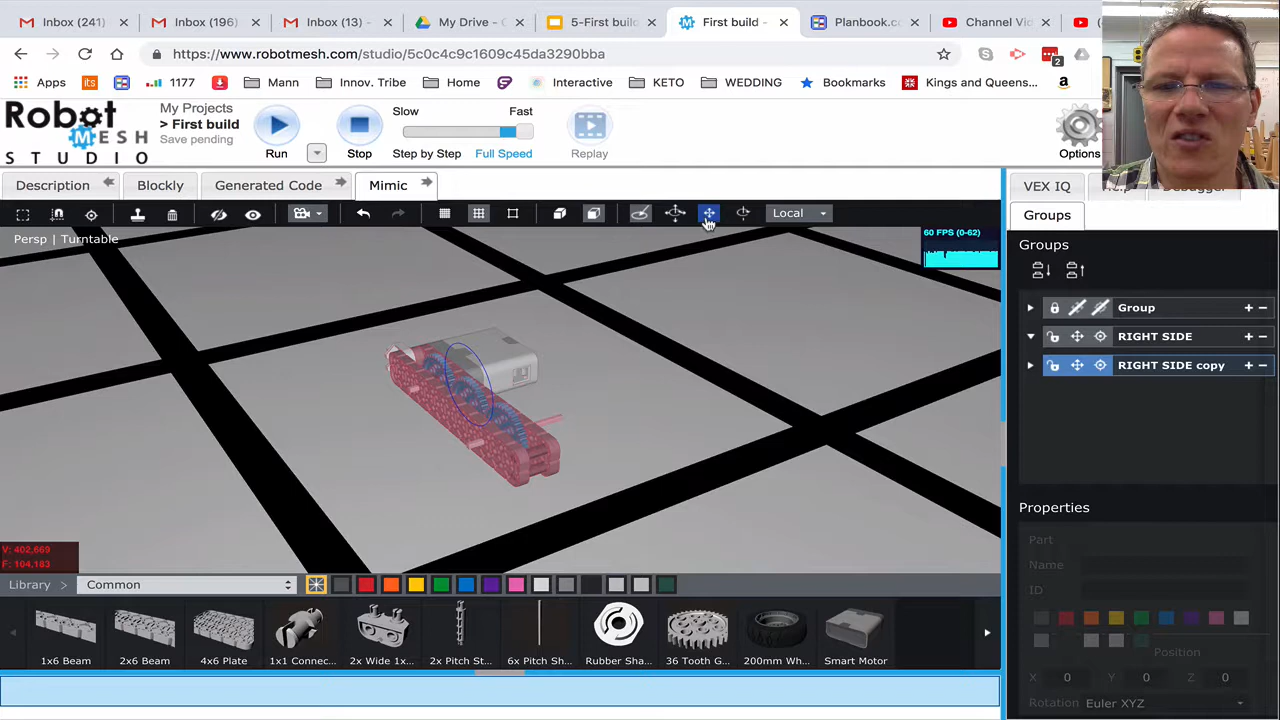 Inbox (241)
Inbox (196)
Inbox (13) -
My Drive - G
5-First build
First build -
Planbook.co
Channel Vid
https://www.robotmesh.com/studio/5c0c4c9c1609c45da3290bba
2
Apps
its
1177
Mann
Innov. Tribe
Home
Interactive
KETO
WEDDING
Bookmarks
Kings and Queens...
a
Robot
MESH
STUDIO
My Projects
> First build
Save pending
Run
Stop
Slow
Fast
Step by Step
Full Speed
Replay
Options
Description
Blockly
Generated Code
Mimic
VEX IQ
Debugger
Local
Groups
Persp | Turntable
60 FPS (0-62)
Groups
Group
RIGHT SIDE
RIGHT SIDE copy
Properties
Part
Name
ID
Position
X 0 Y 0 Z 0
Rotation Euler XYZ
V: 402,669
F: 104,183
Library > Common
1x6 Beam
2x6 Beam
4x6 Plate
1x1 Connec...
2x Wide 1x...
2x Pitch St...
6x Pitch Sh...
Rubber Sha...
36 Tooth G...
200mm Wh...
Smart Motor